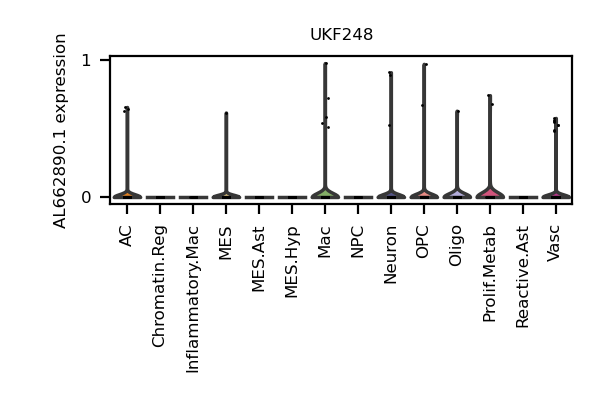 UKF248
AL662890.1 expression
1
0
AC
Chromatin.Reg
Inflammatory.Mac
MES
MES.Ast
MES.Hyp
Mac
NPC
Neuron
OPC
Oligo
Prolif.Metab
Reactive.Ast
Vasc